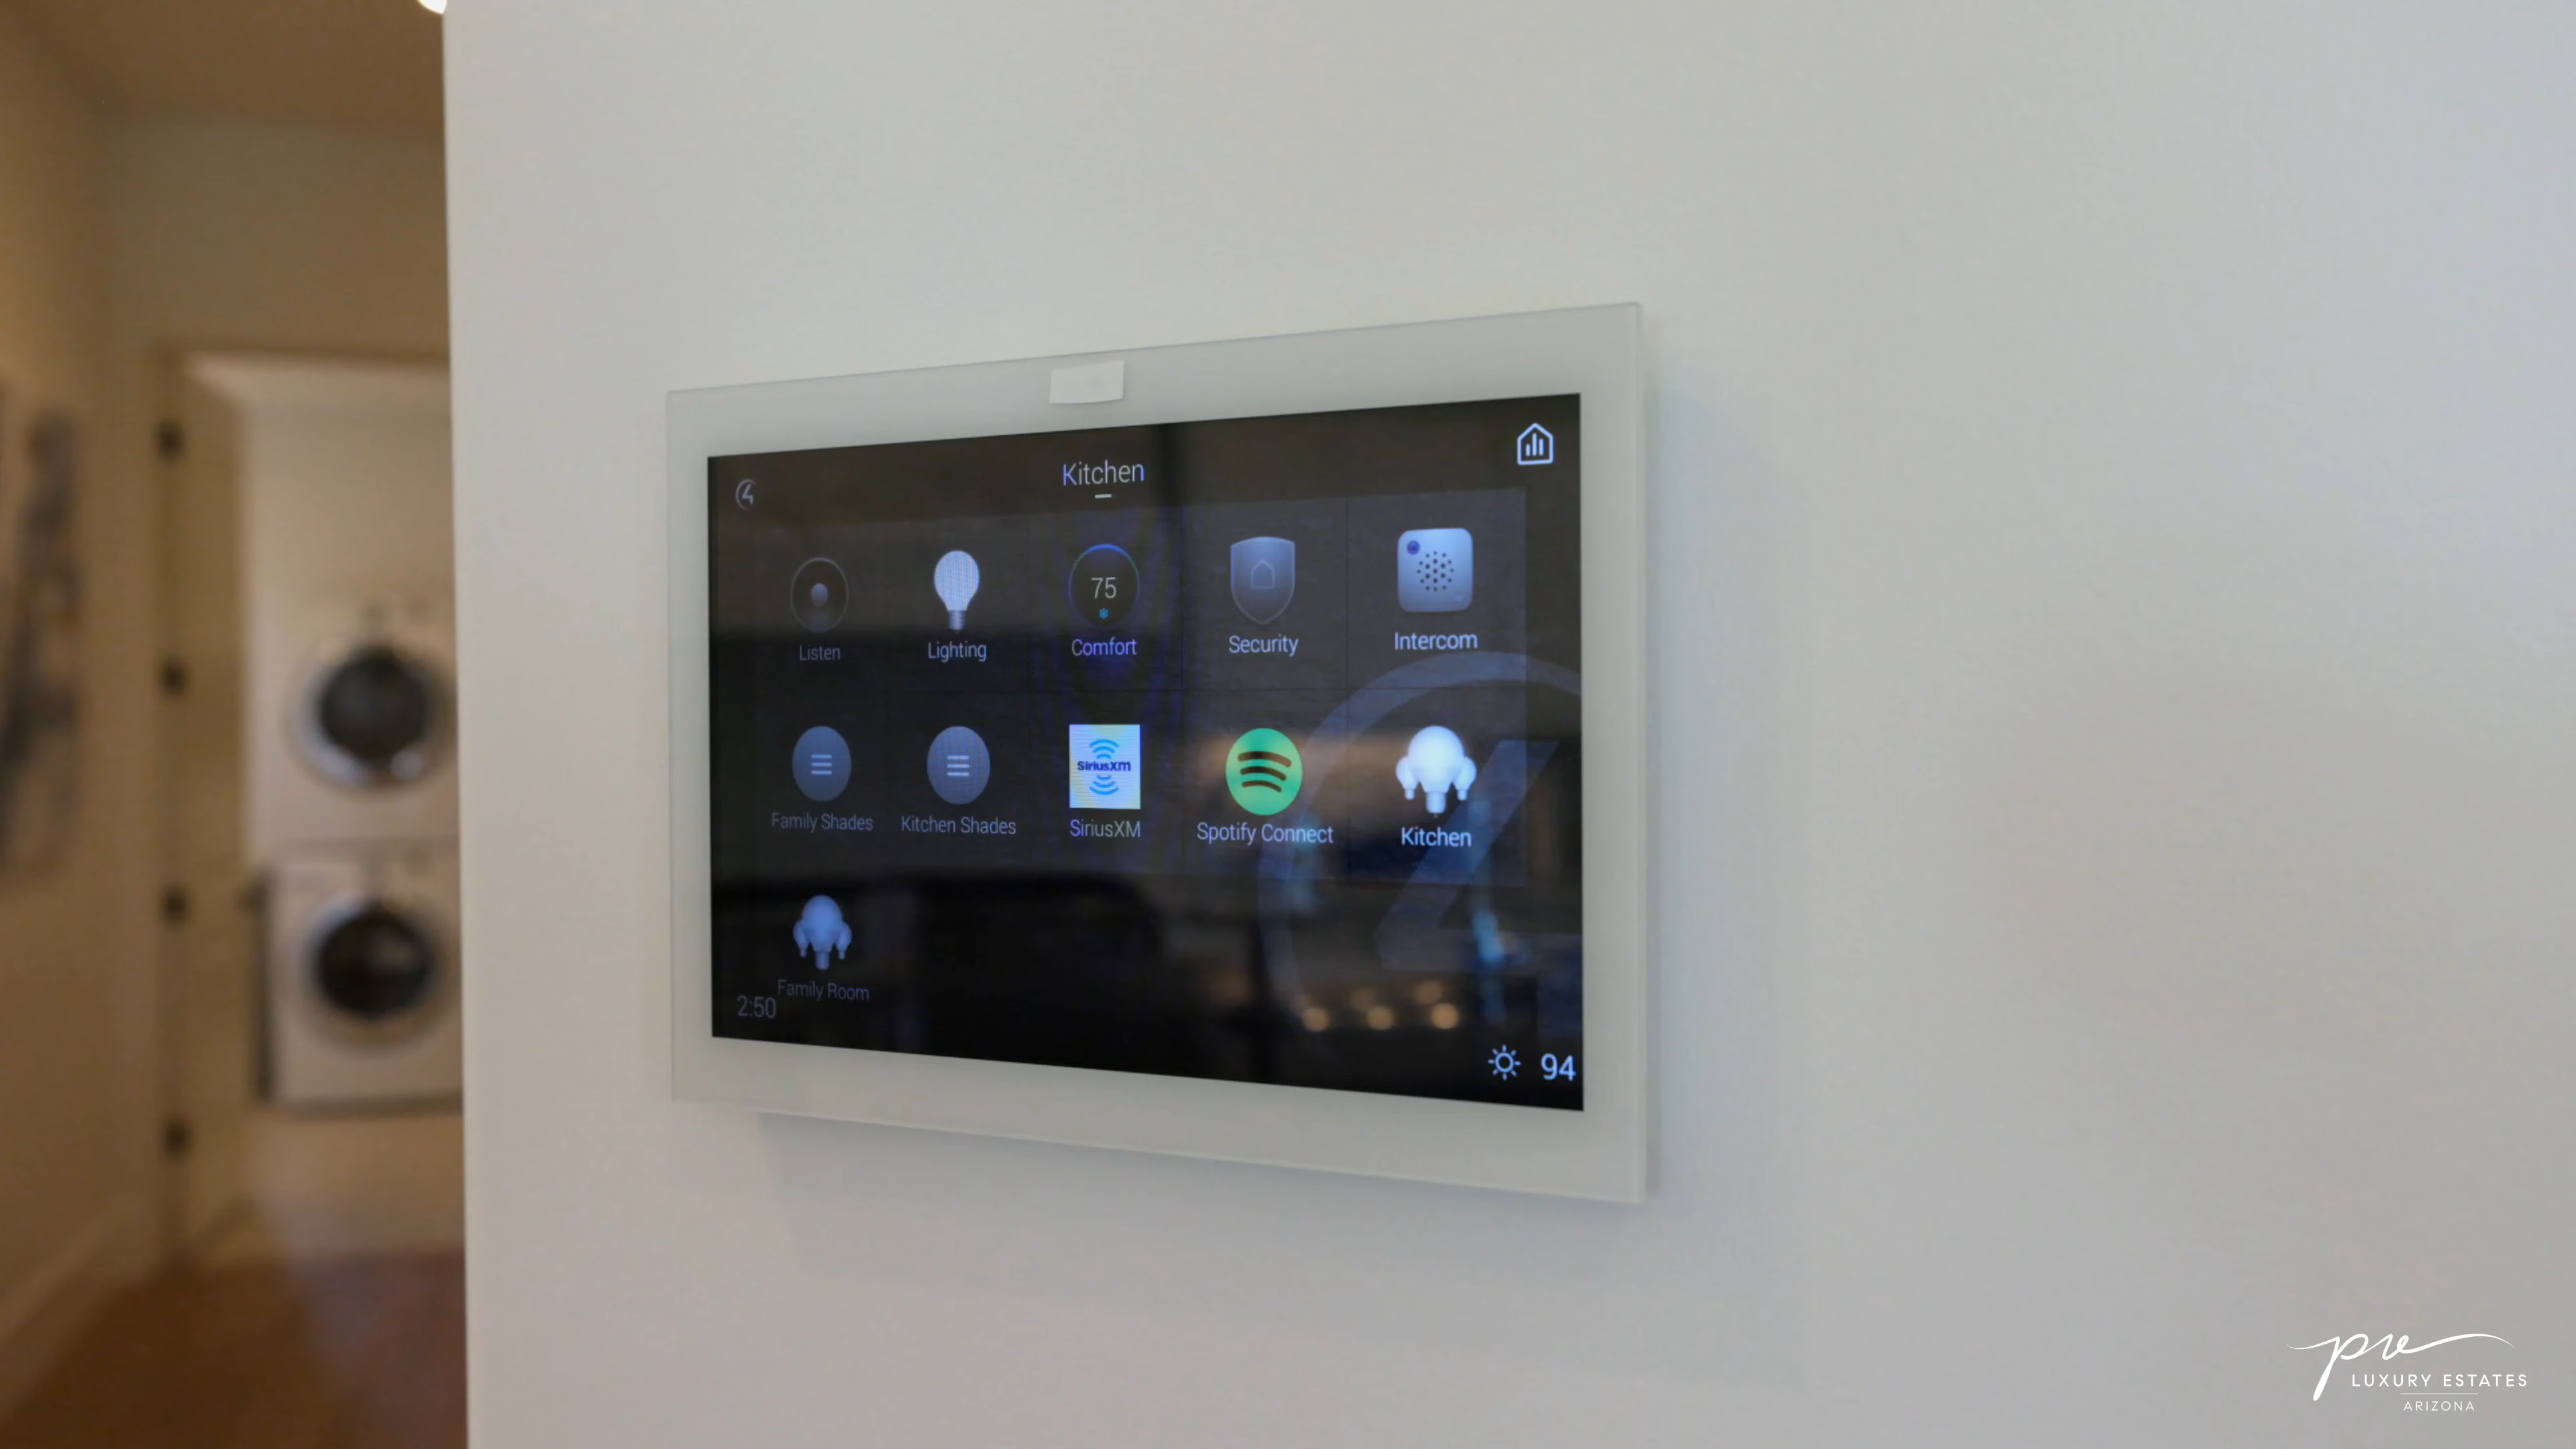 Kitchen
75
Listen
Lighting
Comfort
Security
Intercom
SiriusXM
Family Shades
Kitchen Shades
SiriusXM
Spotify Connect
Kitchen
Family Room
2:50
94
pre
LUXURY ESTATES
ARIZONA